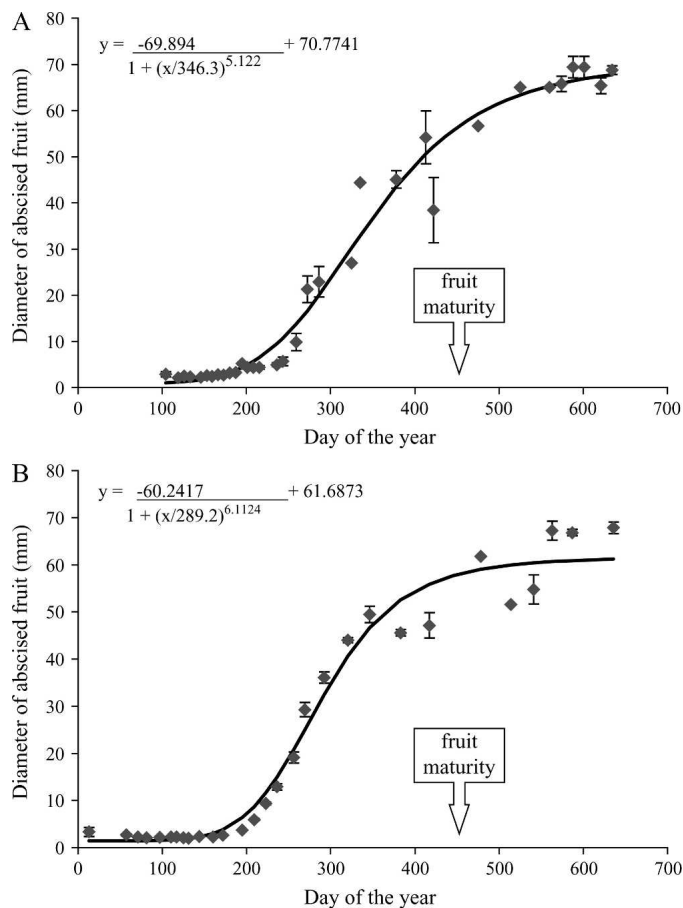 A
80
y = -69.894 + 70.7741
1 + (x/346.3)^5.122
70
60
50
40
30
20
10
0
Diameter of abscised fruit (mm)
fruit
maturity
0 100 200 300 400 500 600 700
Day of the year
B
80
y = -60.2417 + 61.6873
1 + (x/289.2)^6.1124
70
60
50
40
30
20
10
0
Diameter of abscised fruit (mm)
fruit
maturity
0 100 200 300 400 500 600 700
Day of the year